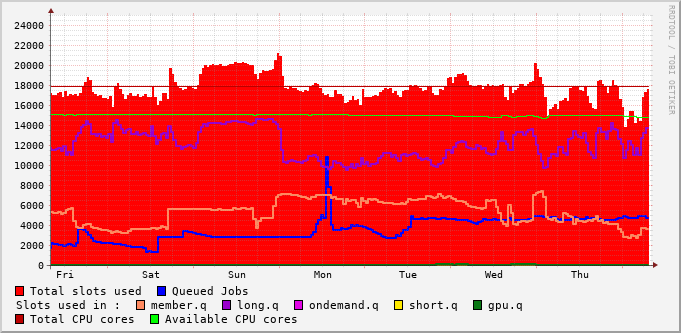 RRDTOOL / TOBI OETIKER
24000
22000
20000
18000
16000
14000
12000
10000
8000
6000
4000
2000
0
Fri Sat Sun Mon Tue Wed Thu
Total slots used Queued Jobs
Slots used in : member.q long.q ondemand.q short.q gpu.q
Total CPU cores Available CPU cores